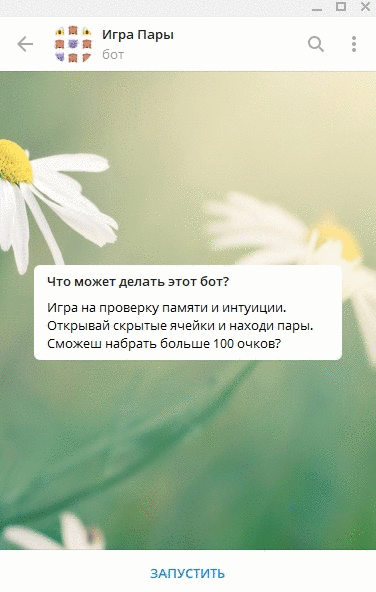 Игра Пары
бот
Что может делать этот бот?
Игра на проверку памяти и интуиции.
Открывай скрытые ячейки и находи пары.
Сможеш набрать больше 100 очков?
ЗАПУСТИТЬ